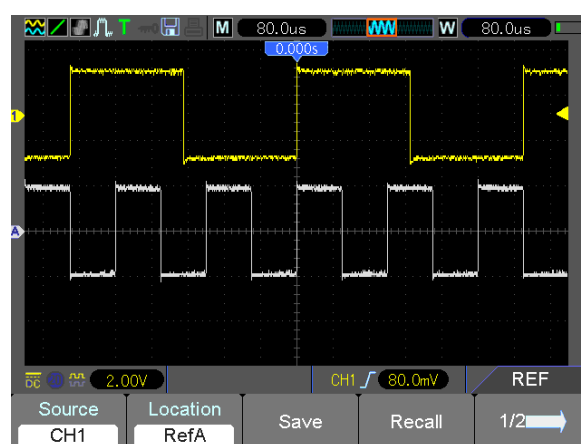 T M 80.0us W 80.0us
0.000s
1
A
DC 2.00V CH1 80.0mV REF
Source Location Save Recall 1/2
CH1 RefA